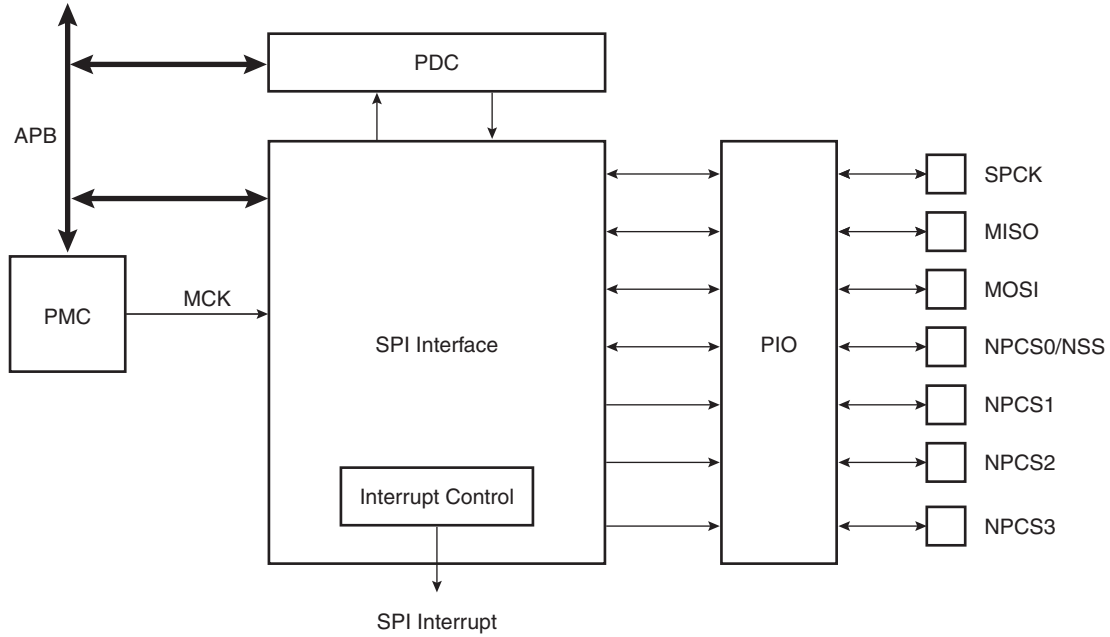 PDC
APB
SPCK
MISO
MCK
MOSI
PMC
SPI Interface
PIO
NPCS0/NSS
NPCS1
NPCS2
Interrupt Control
NPCS3
SPI Interrupt